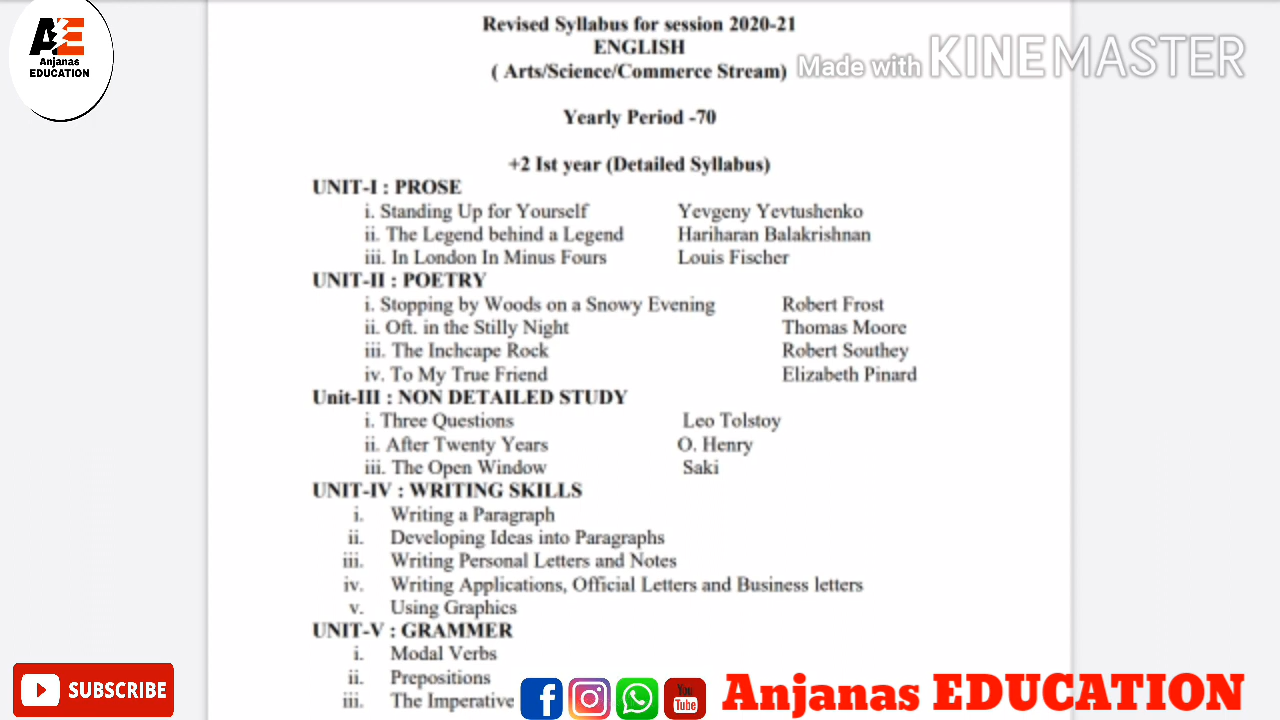 AE
Anjanas
EDUCATION
Revised Syllabus for session 2020-21
ENGLISH
( Arts/Science/Commerce Stream)
Made with KINEMASTER
Yearly Period -70
+2 Ist year (Detailed Syllabus)
UNIT-I : PROSE
i. Standing Up for Yourself Yevgeny Yevtushenko
ii. The Legend behind a Legend Hariharan Balakrishnan
iii. In London In Minus Fours Louis Fischer
UNIT-II : POETRY
i. Stopping by Woods on a Snowy Evening Robert Frost
ii. Oft. in the Stilly Night Thomas Moore
iii. The Inchcape Rock Robert Southey
iv. To My True Friend Elizabeth Pinard
Unit-III : NON DETAILED STUDY
i. Three Questions Leo Tolstoy
ii. After Twenty Years O. Henry
iii. The Open Window Saki
UNIT-IV : WRITING SKILLS
i. Writing a Paragraph
ii. Developing Ideas into Paragraphs
iii. Writing Personal Letters and Notes
iv. Writing Applications, Official Letters and Business letters
v. Using Graphics
UNIT-V : GRAMMER
i. Modal Verbs
ii. Prepositions
iii. The Imperative
SUBSCRIBE
You Tube
Anjanas EDUCATION